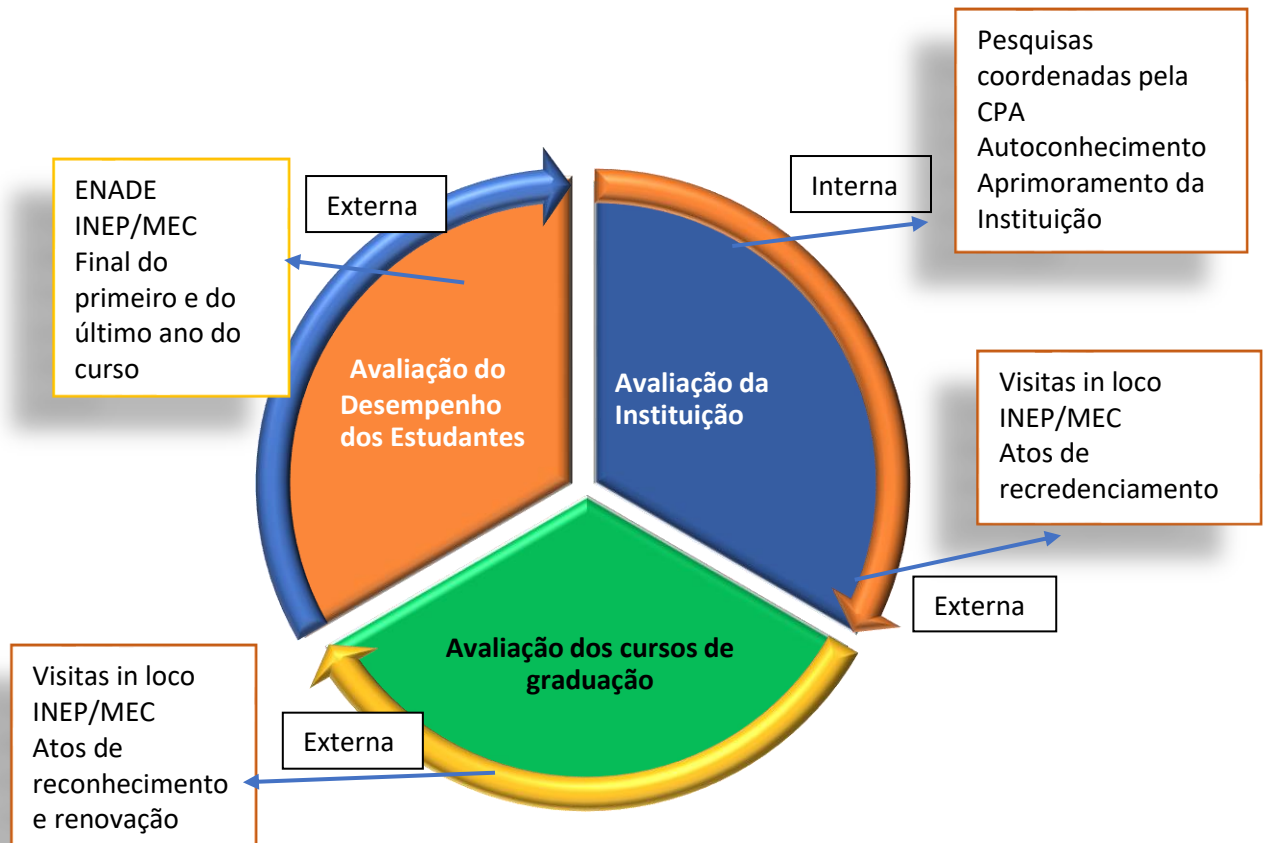 Pesquisas
coordenadas pela
CPA
Autoconhecimento
Aprimoramento da
Instituição
Interna
ENADE
INEP/MEC
Final do
primeiro e do
último ano do
curso
Externa
Avaliação do
Desempenho
dos Estudantes
Avaliação da
Instituição
Visitas in loco
INEP/MEC
Atos de
recredenciamento
Externa
Avaliação dos cursos de
graduação
Visitas in loco
INEP/MEC
Atos de
reconhecimento
e renovação
Externa